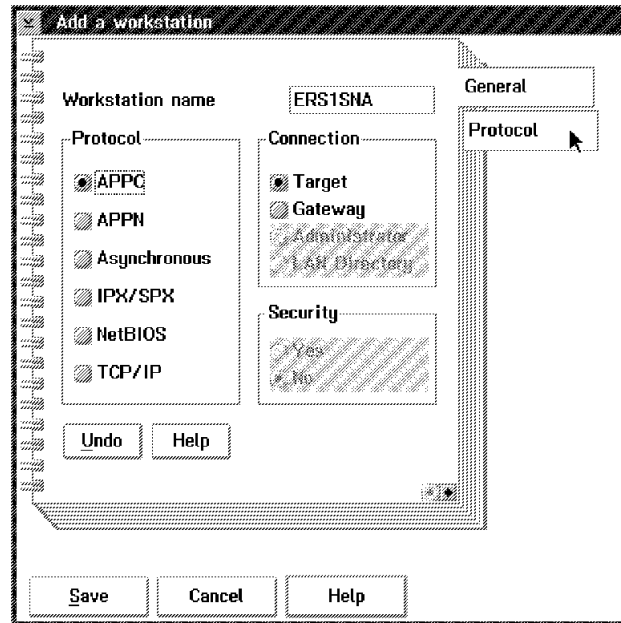 Add a workstation
General
Protocol
Workstation name ERS1SNA
Protocol
APPC
APPN
Asynchronous
IPX/SPX
NetBIOS
TCP/IP
Connection
Target
Gateway
Administrator
LAN Directory
Security
Yes
No
Undo Help
Save Cancel Help